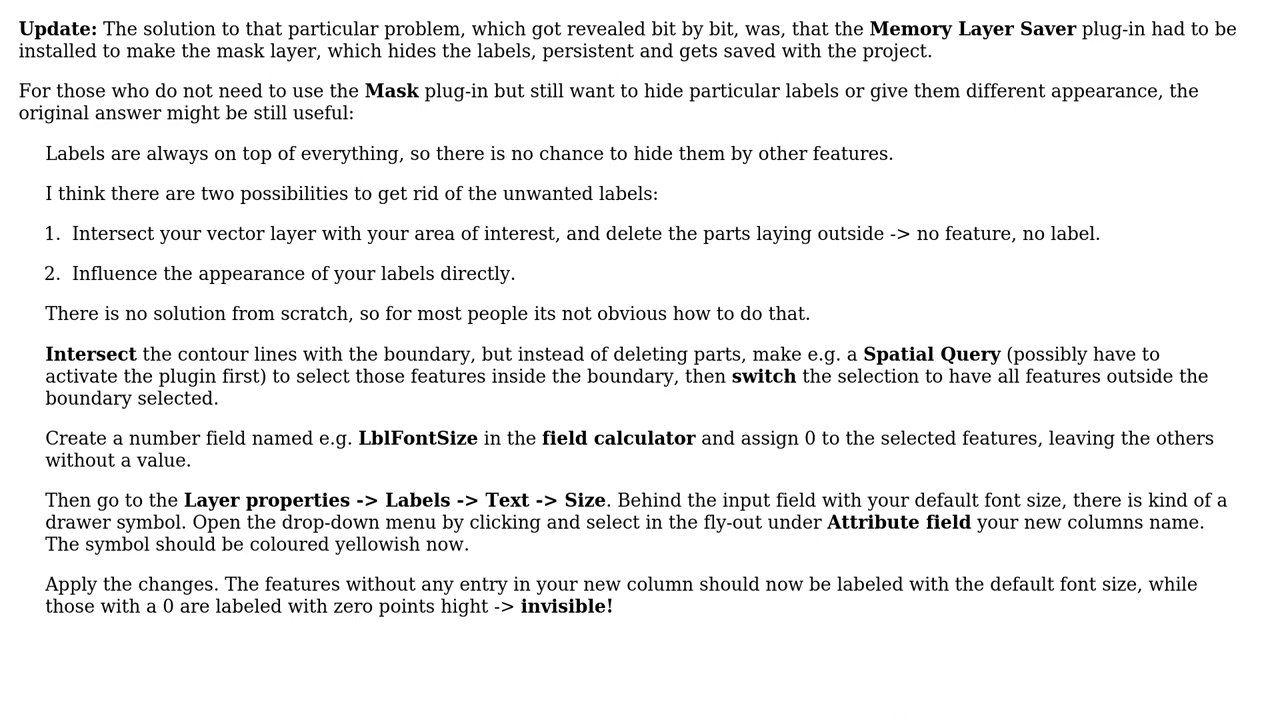 Update: The solution to that particular problem, which got revealed bit by bit, was, that the Memory Layer Saver plug-in had to be
installed to make the mask layer, which hides the labels, persistent and gets saved with the project.
For those who do not need to use the Mask plug-in but still want to hide particular labels or give them different appearance, the
original answer might be still useful:
Labels are always on top of everything, so there is no chance to hide them by other features.
I think there are two possibilities to get rid of the unwanted labels:
1. Intersect your vector layer with your area of interest, and delete the parts laying outside -> no feature, no label.
2. Influence the appearance of your labels directly.
There is no solution from scratch, so for most people its not obvious how to do that.
Intersect the contour lines with the boundary, but instead of deleting parts, make e.g. a Spatial Query (possibly have to
activate the plugin first) to select those features inside the boundary, then switch the selection to have all features outside the
boundary selected.
Create a number field named e.g. LblFontSize in the field calculator and assign 0 to the selected features, leaving the others
without a value.
Then go to the Layer properties -> Labels -> Text -> Size. Behind the input field with your default font size, there is kind of a
drawer symbol. Open the drop-down menu by clicking and select in the fly-out under Attribute field your new columns name.
The symbol should be coloured yellowish now.
Apply the changes. The features without any entry in your new column should now be labeled with the default font size, while
those with a 0 are labeled with zero points hight -> invisible!